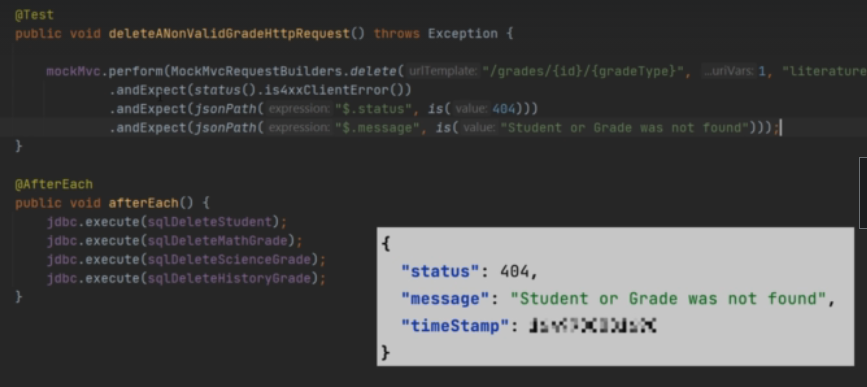 @Test
public void deleteANonValidGradeHttpRequest() throws Exception {
mockMvc.perform(MockMvcRequestBuilders.delete( urlTemplate: "/grades/{id}/{gradeType}", ...uriVars: 1, "literature
.andExpect(status().is4xxClientError())
.andExpect(jsonPath( expression: "$.status", is( value: 404)))
.andExpect(jsonPath( expression: "$.message", is( value: "Student or Grade was not found")));
}
@AfterEach
public void afterEach() {
jdbc.execute(sqlDeleteStudent);
jdbc.execute(sqlDeleteMathGrade);
jdbc.execute(sqlDeleteScienceGrade);
jdbc.execute(sqlDeleteHistoryGrade);
}
{
"status": 404,
"message": "Student or Grade was not found",
"timeStamp":
}